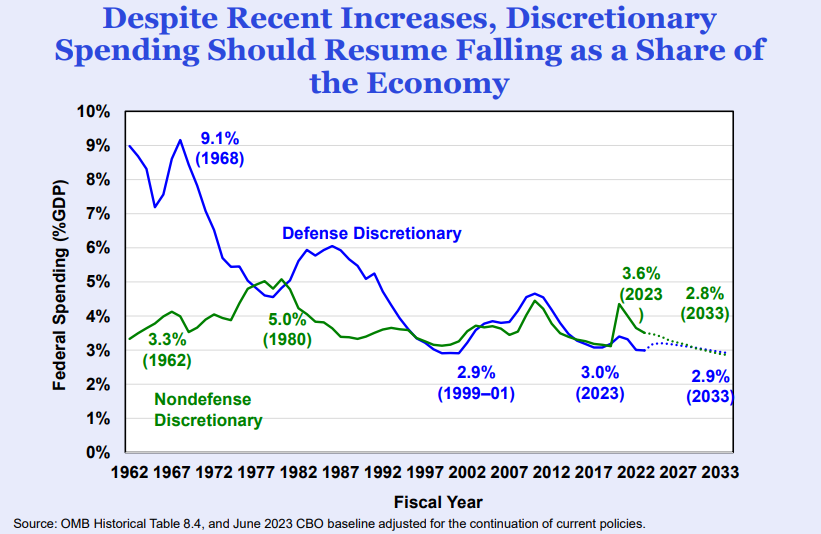 Despite Recent Increases, Discretionary
Spending Should Resume Falling as a Share of
the Economy
10%
9%
8%
7%
6%
5%
4%
3%
2%
1%
0%
Federal Spending (%GDP)
9.1%
(1968)
Defense Discretionary
3.3%
(1962)
5.0%
(1980)
Nondefense
Discretionary
2.9%
(1999–01)
3.0%
(2023)
3.6%
(2023
)
2.8%
(2033)
2.9%
(2033)
1962 1967 1972 1977 1982 1987 1992 1997 2002 2007 2012 2017 2022 2027 2033
Fiscal Year
Source: OMB Historical Table 8.4, and June 2023 CBO baseline adjusted for the continuation of current policies.